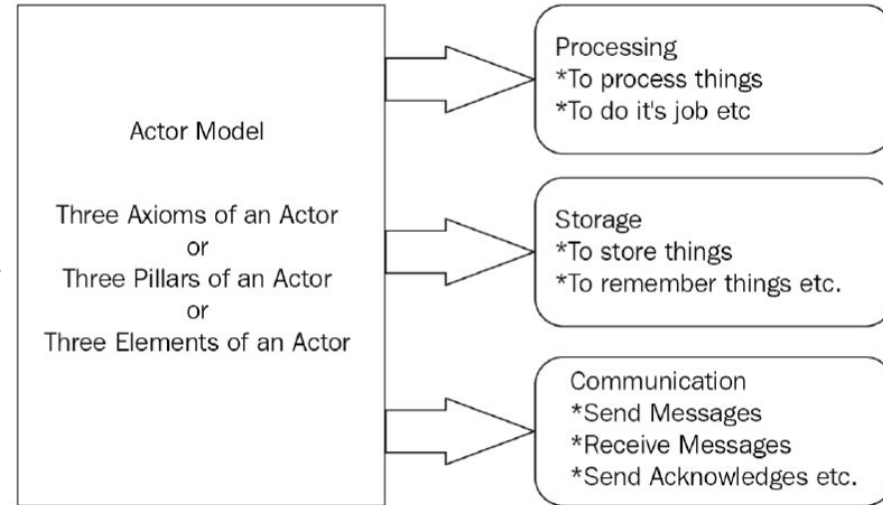 Actor Model
Three Axioms of an Actor
or
Three Pillars of an Actor
or
Three Elements of an Actor
Processing
*To process things
*To do it's job etc
Storage
*To store things
*To remember things etc.
Communication
*Send Messages
*Receive Messages
*Send Acknowledges etc.